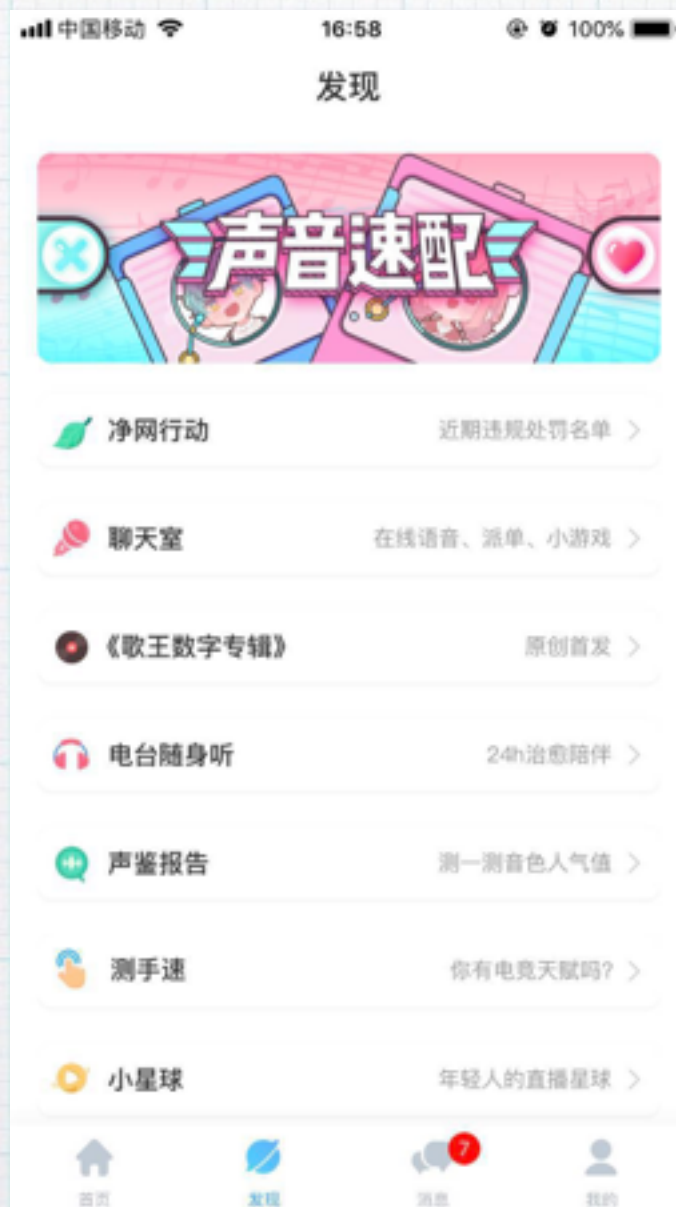 中国移动 16:58 100%
发现
声音速配
净网行动 近期违规处罚名单
聊天室 在线语音、派单、小游戏
《歌王数字专辑》 原创首发
电台随身听 24h治愈陪伴
声鉴报告 测一测音色人气值
测手速 你有电竞天赋吗?
小星球 年轻人的直播星球
7
首页 发现 消息 我的